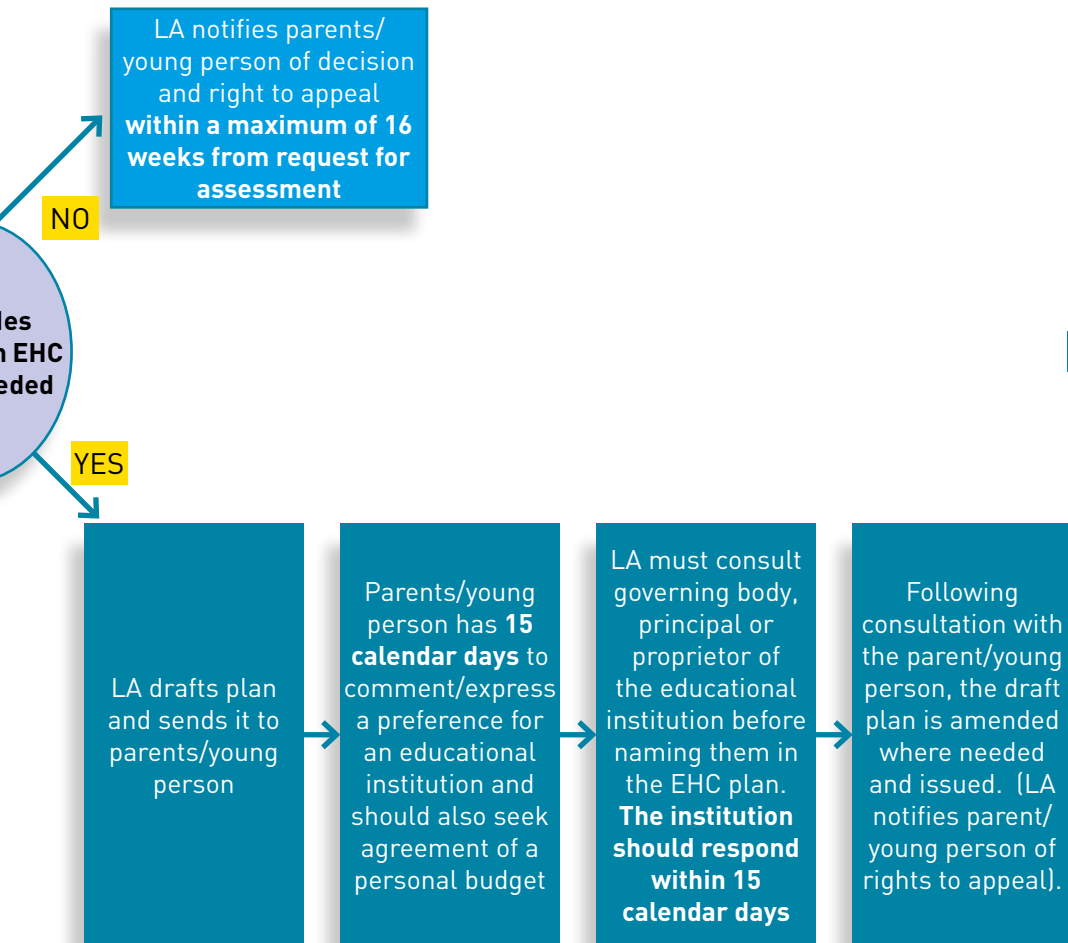 LA notifies parents/
young person of decision
and right to appeal
within a maximum of 16
weeks from request for
assessment
NO
EHC
YES
LA drafts plan
and sends it to
parents/young
person
Parents/young
person has 15
calendar days to
comment/express
a preference for
an educational
institution and
should also seek
agreement of a
personal budget
LA must consult
governing body,
principal or
proprietor of
the educational
institution before
naming them in
the EHC plan.
The institution
should respond
within 15
calendar days
Following
consultation with
the parent/young
person, the draft
plan is amended
where needed
and issued. (LA
notifies parent/
young person of
rights to appeal).